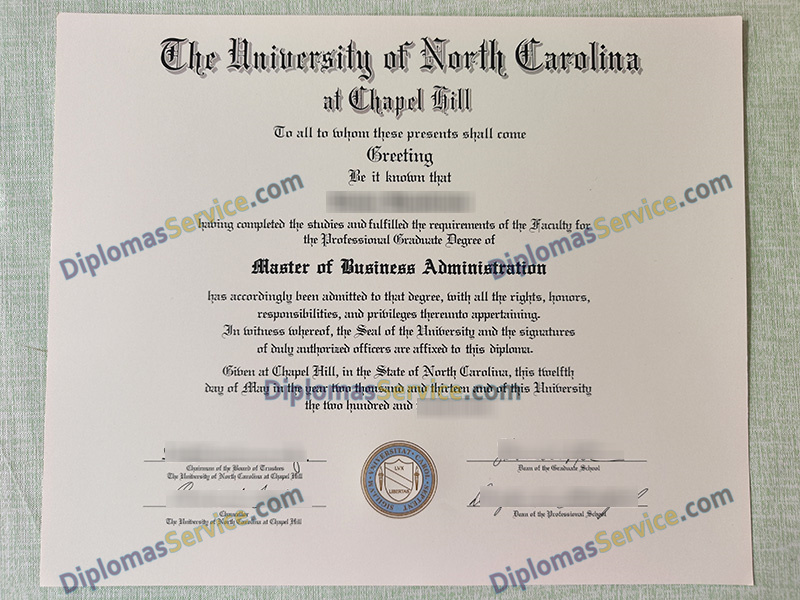 The University of North Carolina
at Chapel Hill
To all to whom these presents shall come
Greeting
Be it known that
having completed the studies and fulfilled the requirements of the Faculty for
the Professional Graduate Degree of
Master of Business Administration
has accordingly been admitted to that degree, with all the rights, honors,
responsibilities, and privileges thereunto appertaining.
In witness whereof, the Seal of the University and the signatures
of duly authorized officers are affixed to this diploma.
Given at Chapel Hill, in the State of North Carolina, this twelfth
day of May in the year two thousand and thirteen and of this University
the two hundred and
Chairman of the Board of Trustees
The University of North Carolina at Chapel Hill
Dean of the Graduate School
Chancellor
The University of North Carolina at Chapel Hill
Dean of the Professional School
SIGILLVM VNIVERSITAT CAROL SEPTENT
LVX
LIBERTAS
DiplomasService.com
DiplomasService.com
DiplomasService.com
DiplomasService.com
DiplomasService.com